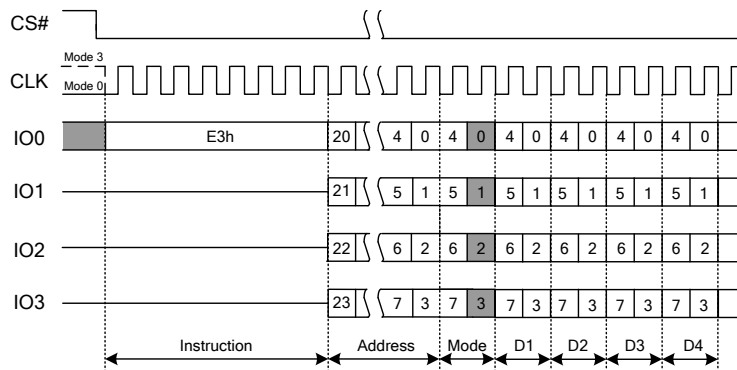 CS#
Mode 3
CLK
Mode 0
IO0 E3h 20 4 0 4 0 4 0 4 0 4 0 4 0
IO1 21 5 1 5 1 5 1 5 1 5 1 5 1
IO2 22 6 2 6 2 6 2 6 2 6 2 6 2
IO3 23 7 3 7 3 7 3 7 3 7 3 7 3
Instruction Address Mode D1 D2 D3 D4